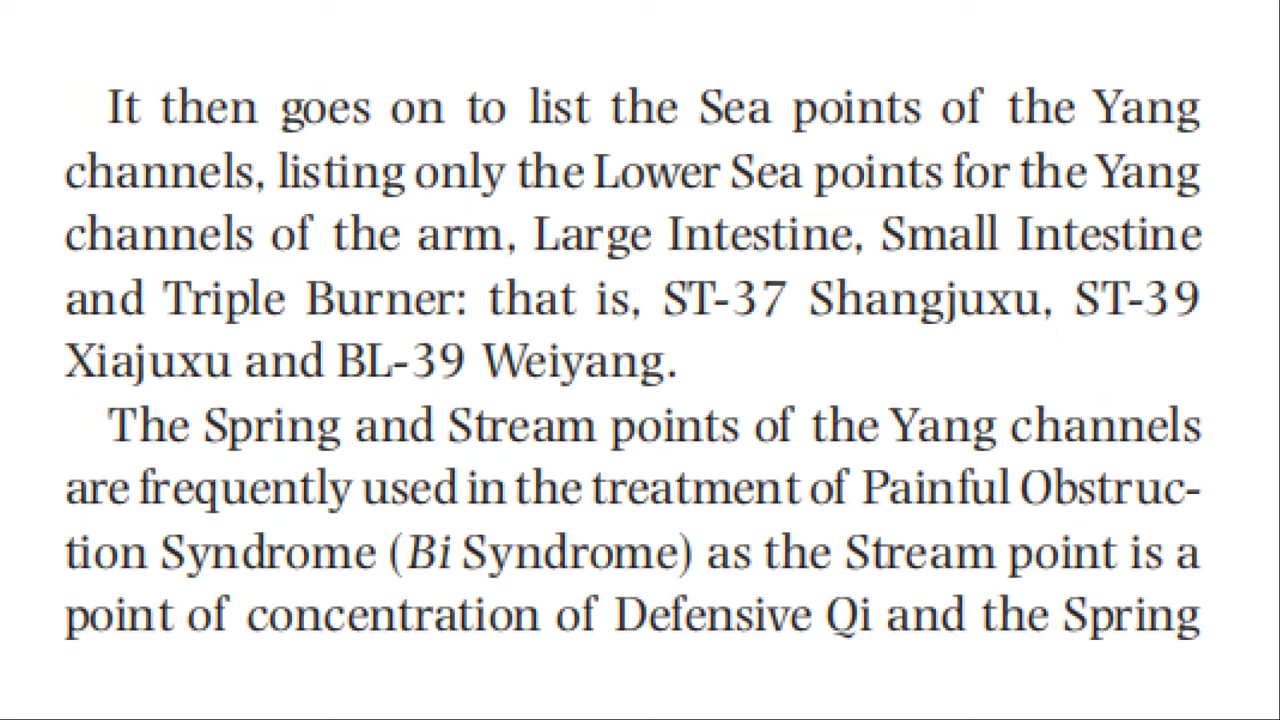 It then goes on to list the Sea points of the Yang
channels, listing only the Lower Sea points for the Yang
channels of the arm, Large Intestine, Small Intestine
and Triple Burner: that is, ST-37 Shangjuxu, ST-39
Xiajuxu and BL-39 Weiyang.
The Spring and Stream points of the Yang channels
are frequently used in the treatment of Painful Obstruc-
tion Syndrome (Bi Syndrome) as the Stream point is a
point of concentration of Defensive Qi and the Spring